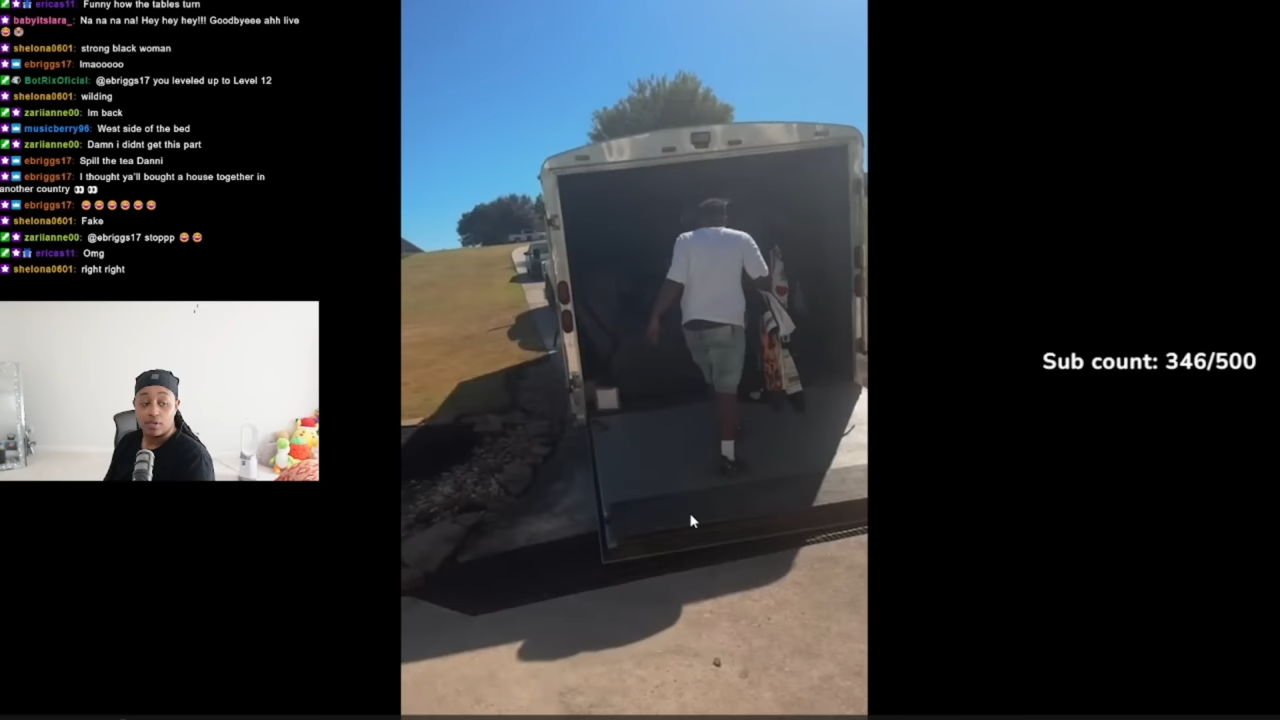 ericas11: Funny how the tables turn
babyitslara_: Na na na na! Hey hey hey!!! Goodbyeee ahh live
shelona0601: strong black woman
ebriggs17: lmaooooo
BotRixOficial: @ebriggs17 you leveled up to Level 12
shelona0601: wilding
zariianne00: Im back
musicberry96: West side of the bed
zariianne00: Damn i didnt get this part
ebriggs17: Spill the tea Danni
ebriggs17: I thought ya'll bought a house together in
another country 👀 👀
ebriggs17: 😂 😂 😂 😂 😂 😂
shelona0601: Fake
zariianne00: @ebriggs17 stoppp 😂 😂
ericas11: Omg
shelona0601: right right
Sub count: 346/500